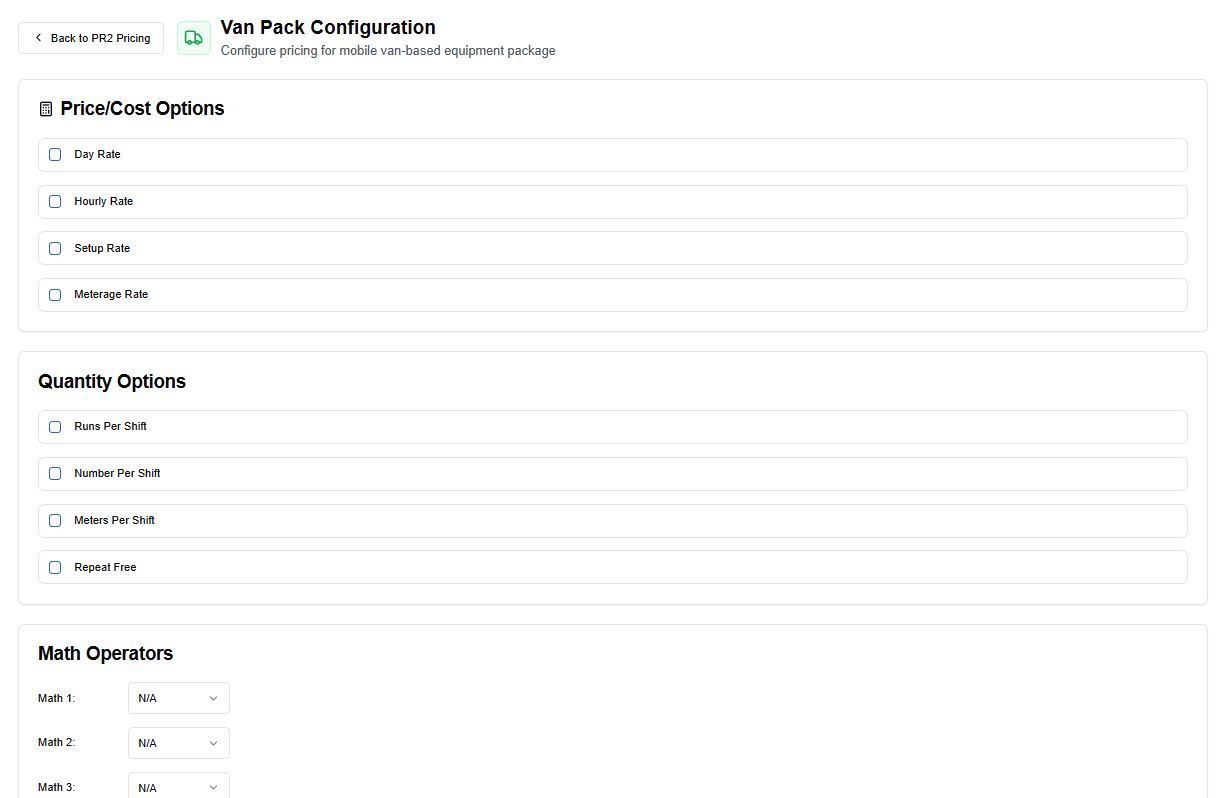 Back to PR2 Pricing
Van Pack Configuration
Configure pricing for mobile van-based equipment package
Price/Cost Options
Day Rate
Hourly Rate
Setup Rate
Meterage Rate
Quantity Options
Runs Per Shift
Number Per Shift
Meters Per Shift
Repeat Free
Math Operators
Math 1: N/A
Math 2: N/A
Math 3: N/A